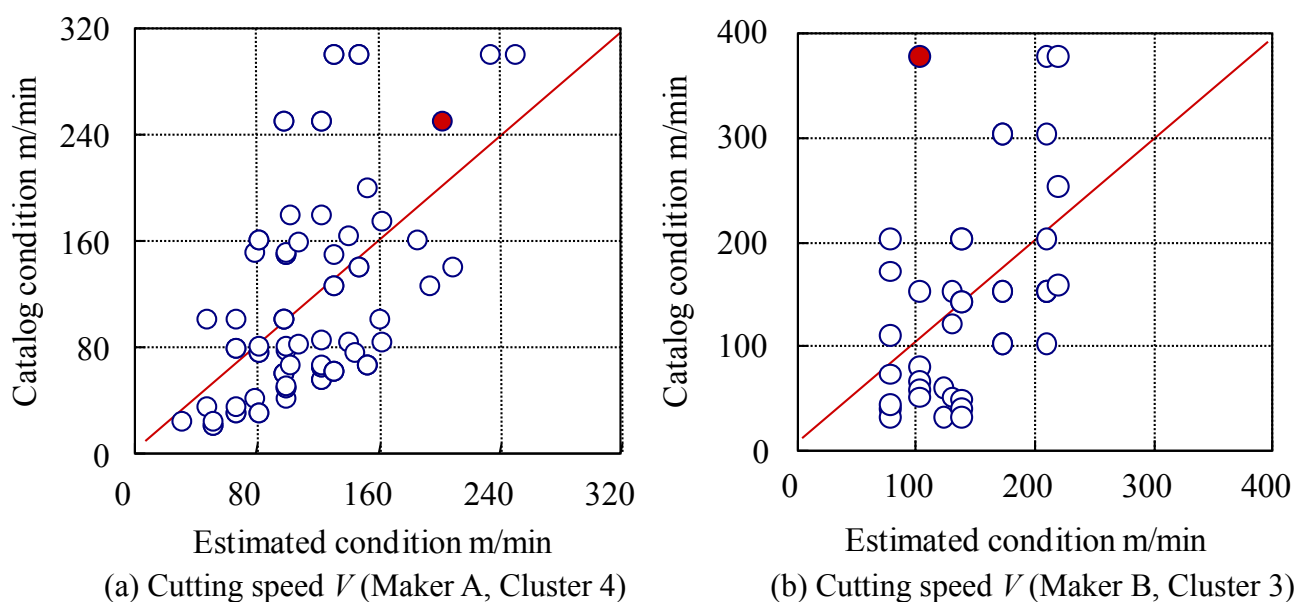 Catalog condition m/min
320
240
160
80
0
0 80 160 240 320
Estimated condition m/min
(a) Cutting speed V (Maker A, Cluster 4)
Catalog condition m/min
400
300
200
100
0
0 100 200 300 400
Estimated condition m/min
(b) Cutting speed V (Maker B, Cluster 3)